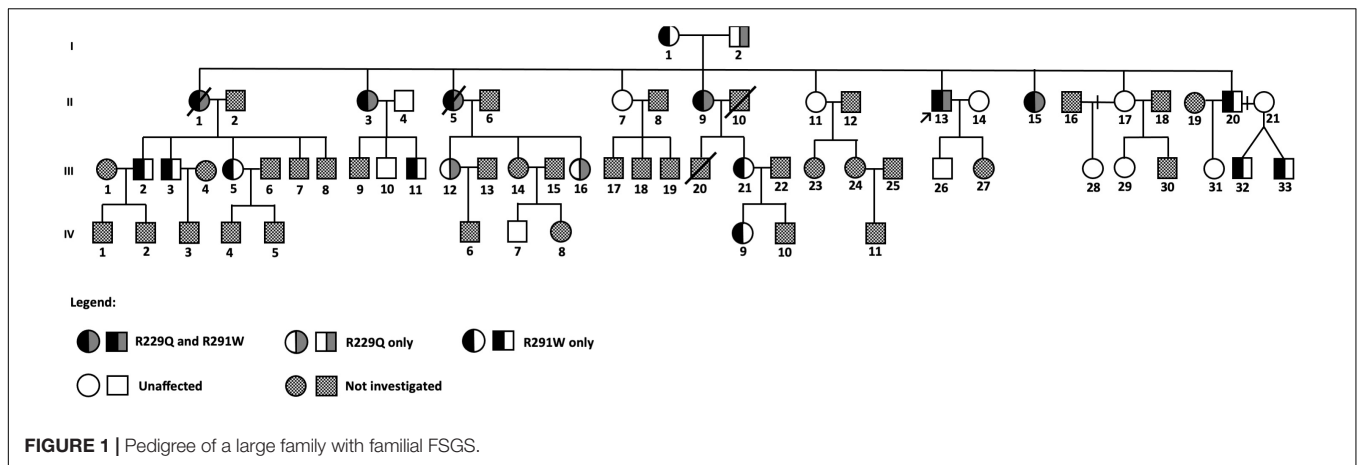 I
1 2
II
1 2 3 4 5 6 7 8 9 10 11 12 13 14 15 16 17 18 19 20 21
III
1 2 3 4 5 6 7 8 9 10 11 12 13 14 15 16 17 18 19 20 21 22 23 24 25 26 27 28 29 30 31 32 33
IV
1 2 3 4 5 6 7 8 9 10 11
Legend:
R229Q and R291W R229Q only R291W only
Unaffected Not investigated
FIGURE 1 | Pedigree of a large family with familial FSGS.